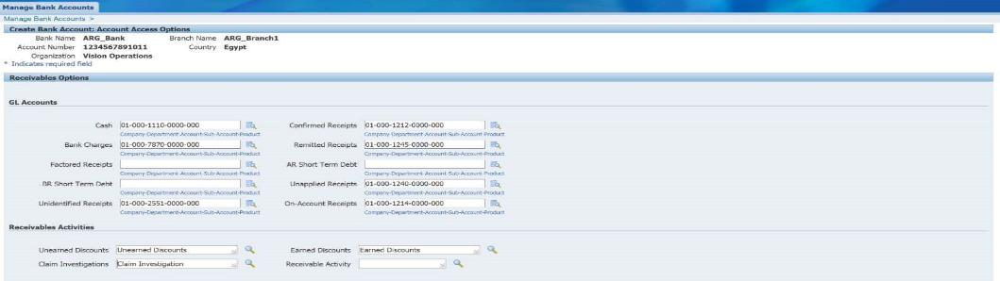 Manage Bank Accounts
Manage Bank Accounts >
Create Bank Account: Account Access Options
Bank Name ARG_Bank Branch Name ARG_Branch1
Account Number 1234567891011 Country Egypt
Organization Vision Operations
* Indicates required field
Receivables Options
GL Accounts
Cash 01-000-1110-0000-000 Confirmed Receipts 01-000-1212-0000-000
Company-Department-Account-Sub-Account-Product Company-Department-Account-Sub-Account-Product
Bank Charges 01-000-7870-0000-000 Remitted Receipts 01-000-1245-0000-000
Company-Department-Account-Sub-Account-Product Company-Department-Account-Sub-Account-Product
Factored Receipts AR Short Term Debt
Company-Department-Account-Sub-Account-Product Company-Department-Account-Sub-Account-Product
BR Short Term Debt Unapplied Receipts 01-000-1240-0000-000
Company-Department-Account-Sub-Account-Product Company-Department-Account-Sub-Account-Product
Unidentified Receipts 01-000-2551-0000-000 On-Account Receipts 01-000-1214-0000-000
Company-Department-Account-Sub-Account-Product Company-Department-Account-Sub-Account-Product
Receivables Activities
Unearned Discounts Unearned Discounts Earned Discounts Earned Discounts
Claim Investigations Claim Investigation Receivable Activity